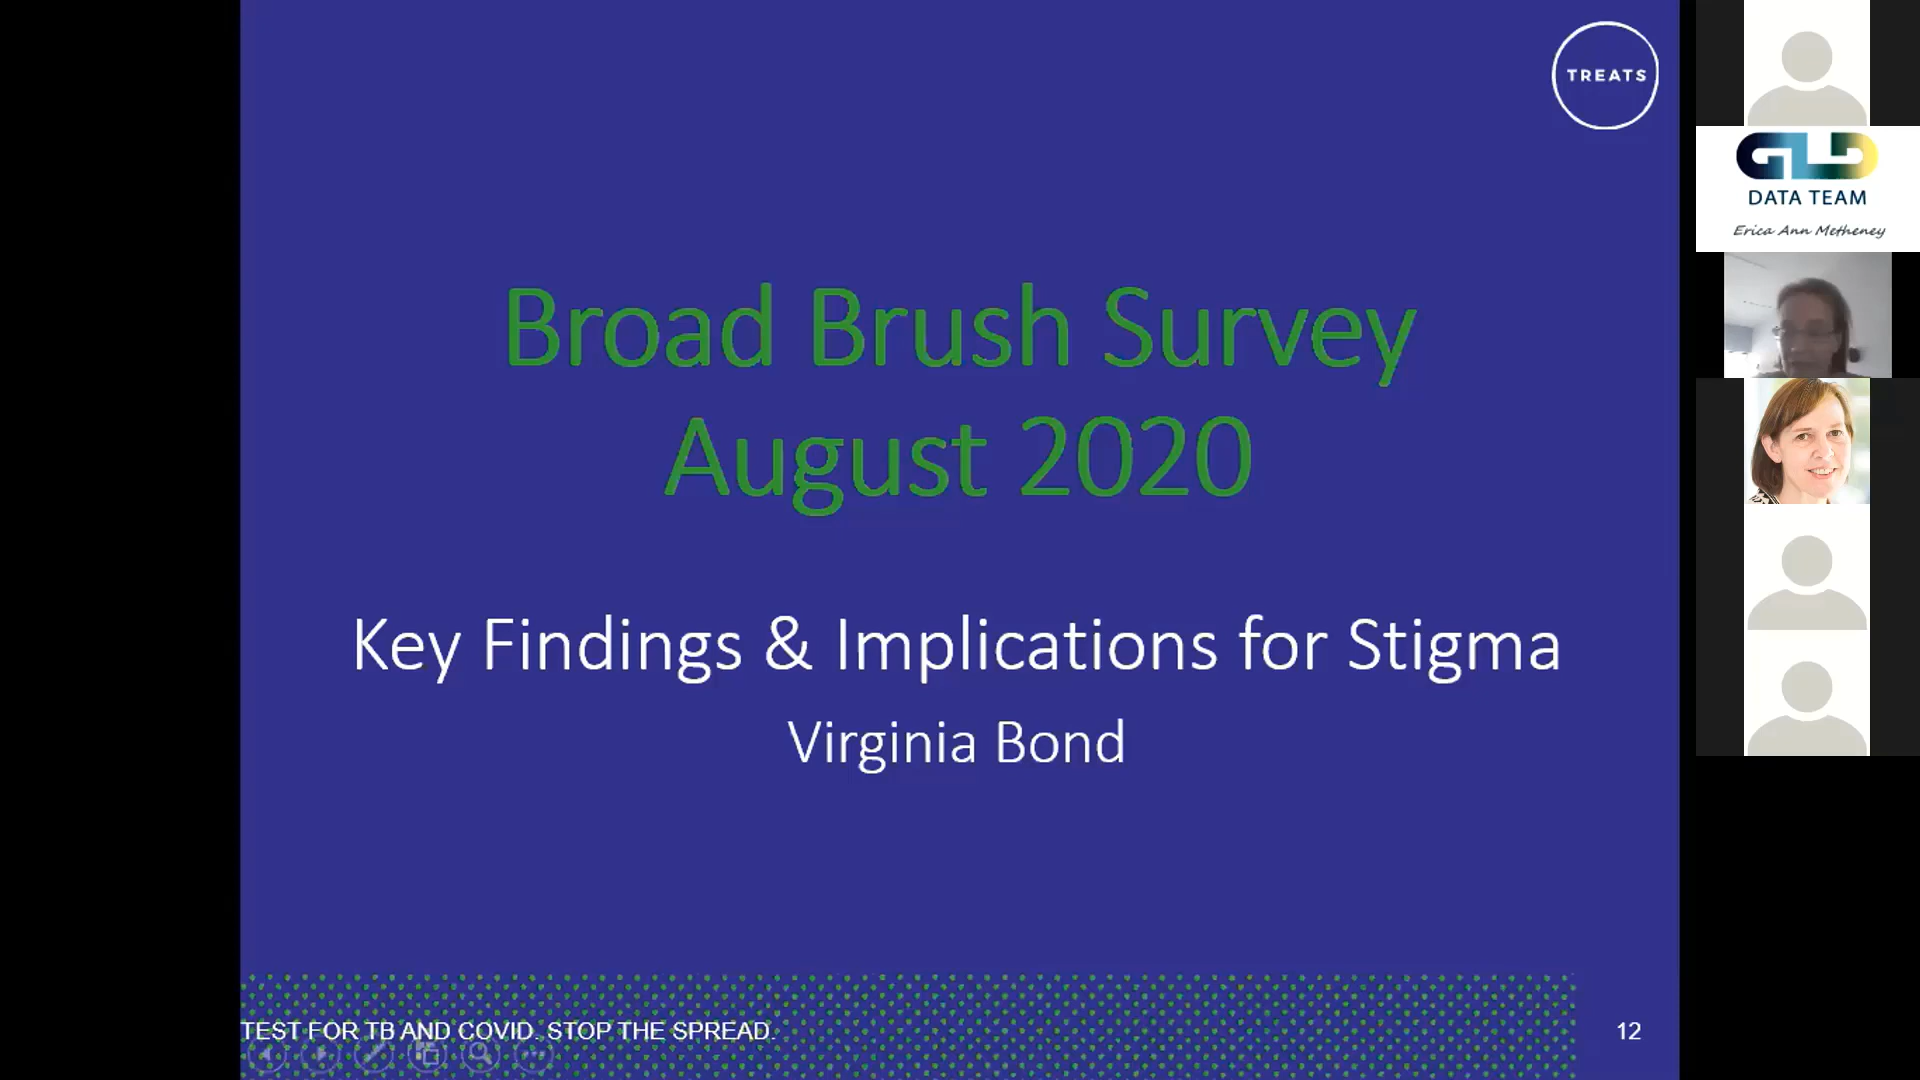 TREATS
Broad Brush Survey
August 2020
Key Findings & Implications for Stigma
Virginia Bond
TEST FOR TB AND COVID. STOP THE SPREAD.
12
GLD
DATA TEAM
Erica Ann Metheney